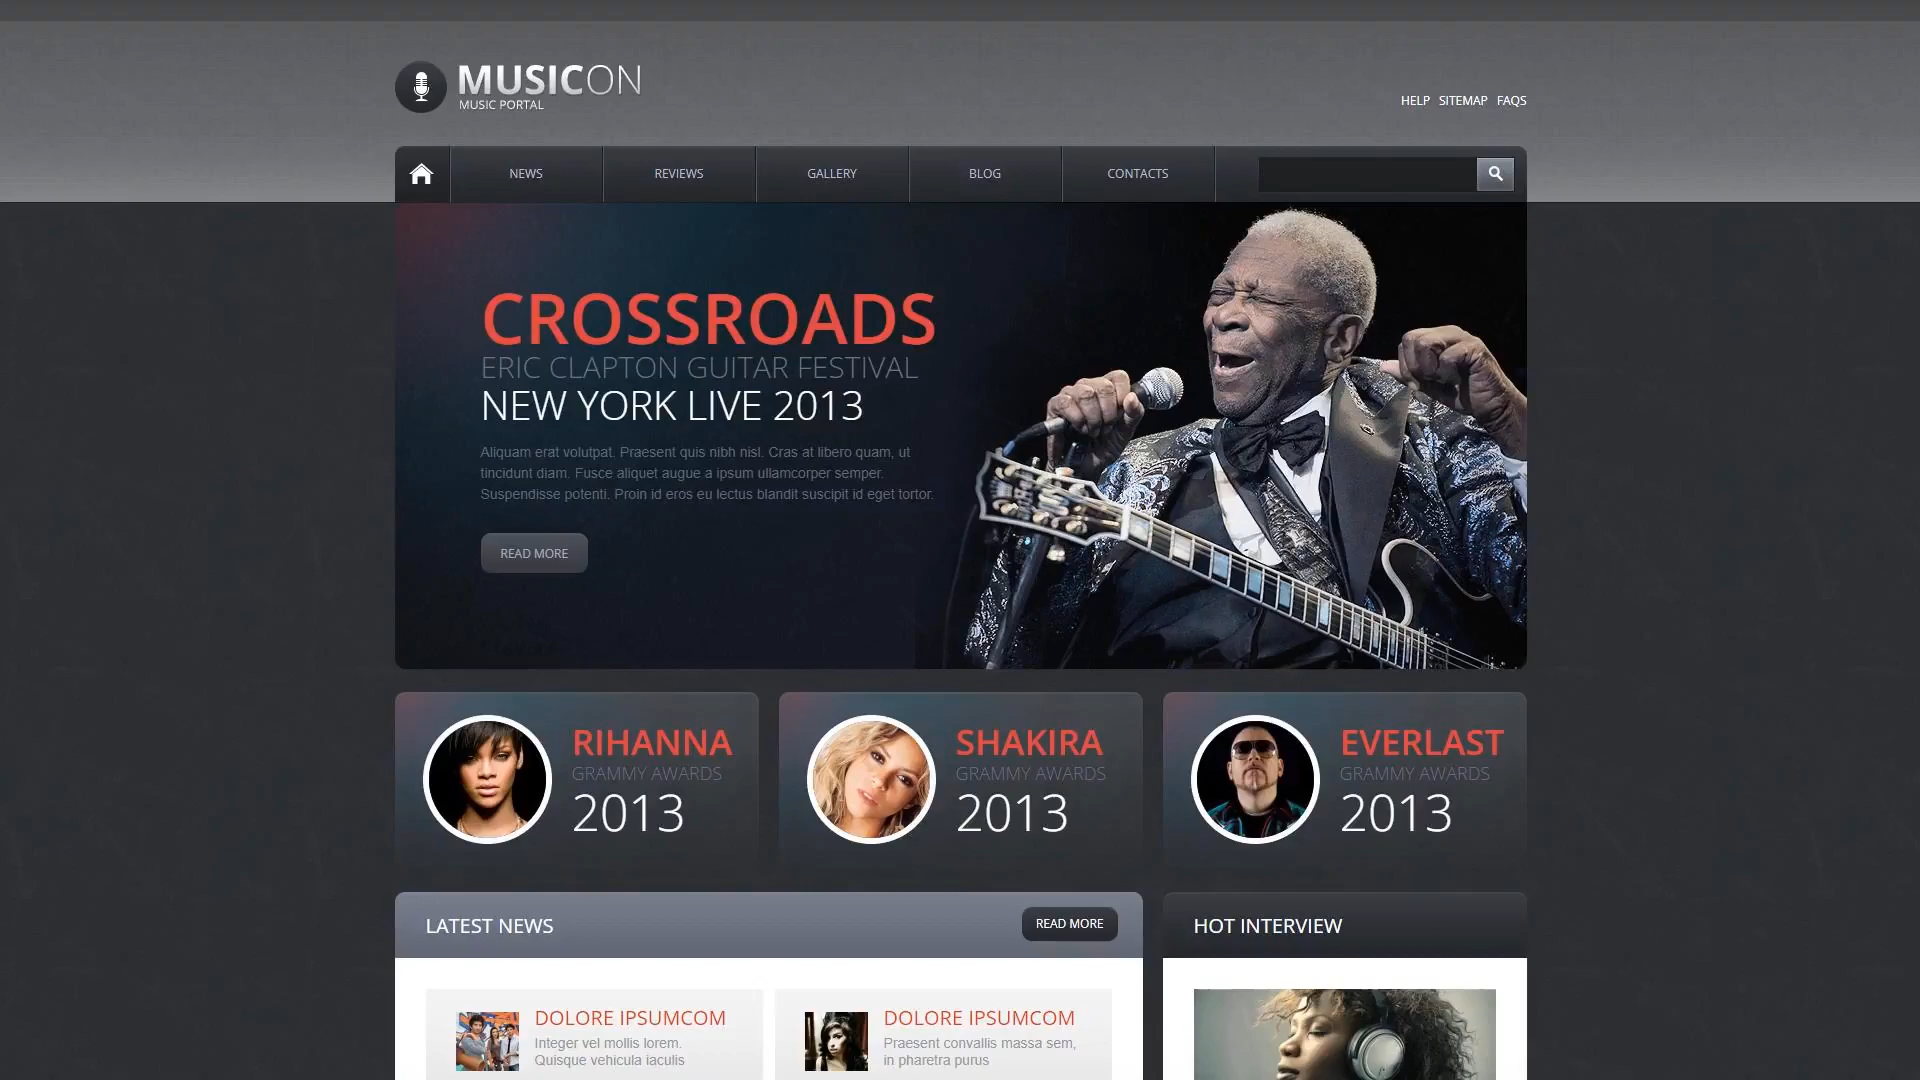 MUSICON
MUSIC PORTAL
HELP SITEMAP FAQS
NEWS REVIEWS GALLERY BLOG CONTACTS
CROSSROADS
ERIC CLAPTON GUITAR FESTIVAL
NEW YORK LIVE 2013
Aliquam erat volutpat. Praesent quis nibh nisl. Cras at libero quam, ut
tincidunt diam. Fusce aliquet augue a ipsum ullamcorper semper.
Suspendisse potenti. Proin id eros eu lectus blandit suscipit id eget tortor.
READ MORE
RIHANNA
GRAMMY AWARDS
2013
SHAKIRA
GRAMMY AWARDS
2013
EVERLAST
GRAMMY AWARDS
2013
LATEST NEWS
READ MORE
DOLORE IPSUMCOM
Integer vel mollis lorem.
Quisque vehicula iaculis
DOLORE IPSUMCOM
Praesent convallis massa sem,
in pharetra purus
HOT INTERVIEW